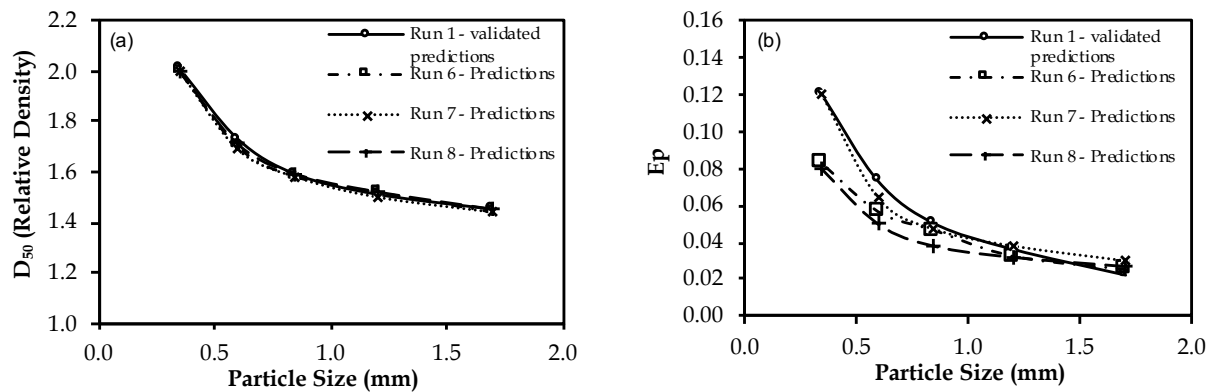 (a)
D₅₀ (Relative Density)
2.2
2.0
1.8
1.6
1.4
1.2
1.0
0.0
0.5
1.0
1.5
2.0
Particle Size (mm)
Run 1 - validated
predictions
Run 6 - Predictions
Run 7 - Predictions
Run 8 - Predictions
(b)
Ep
0.16
0.14
0.12
0.10
0.08
0.06
0.04
0.02
0.00
0.0
0.5
1.0
1.5
2.0
Particle Size (mm)
Run 1 - validated
predictions
Run 6 - Predictions
Run 7 - Predictions
Run 8 - Predictions